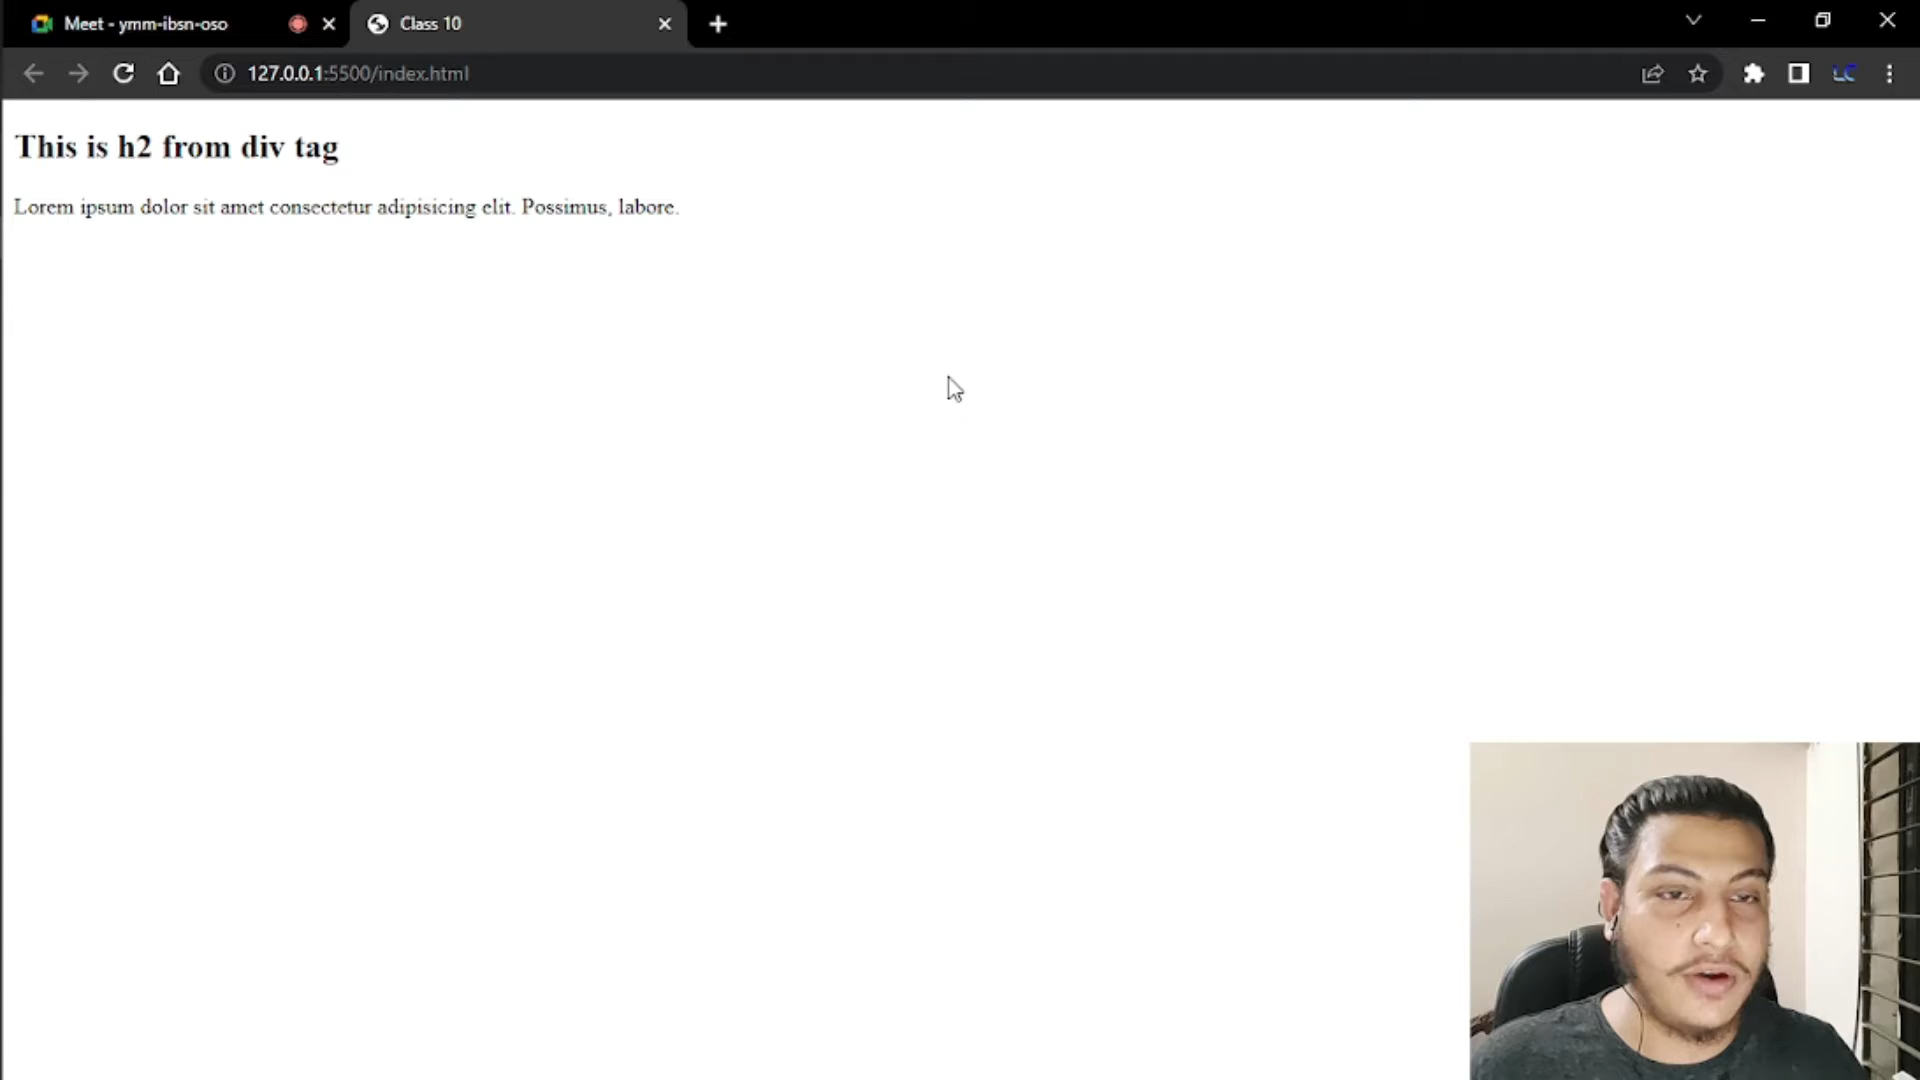 Meet - ymm-ibsn-oso
Class 10
127.0.0.1:5500/index.html
LC
This is h2 from div tag
Lorem ipsum dolor sit amet consectetur adipisicing elit. Possimus, labore.